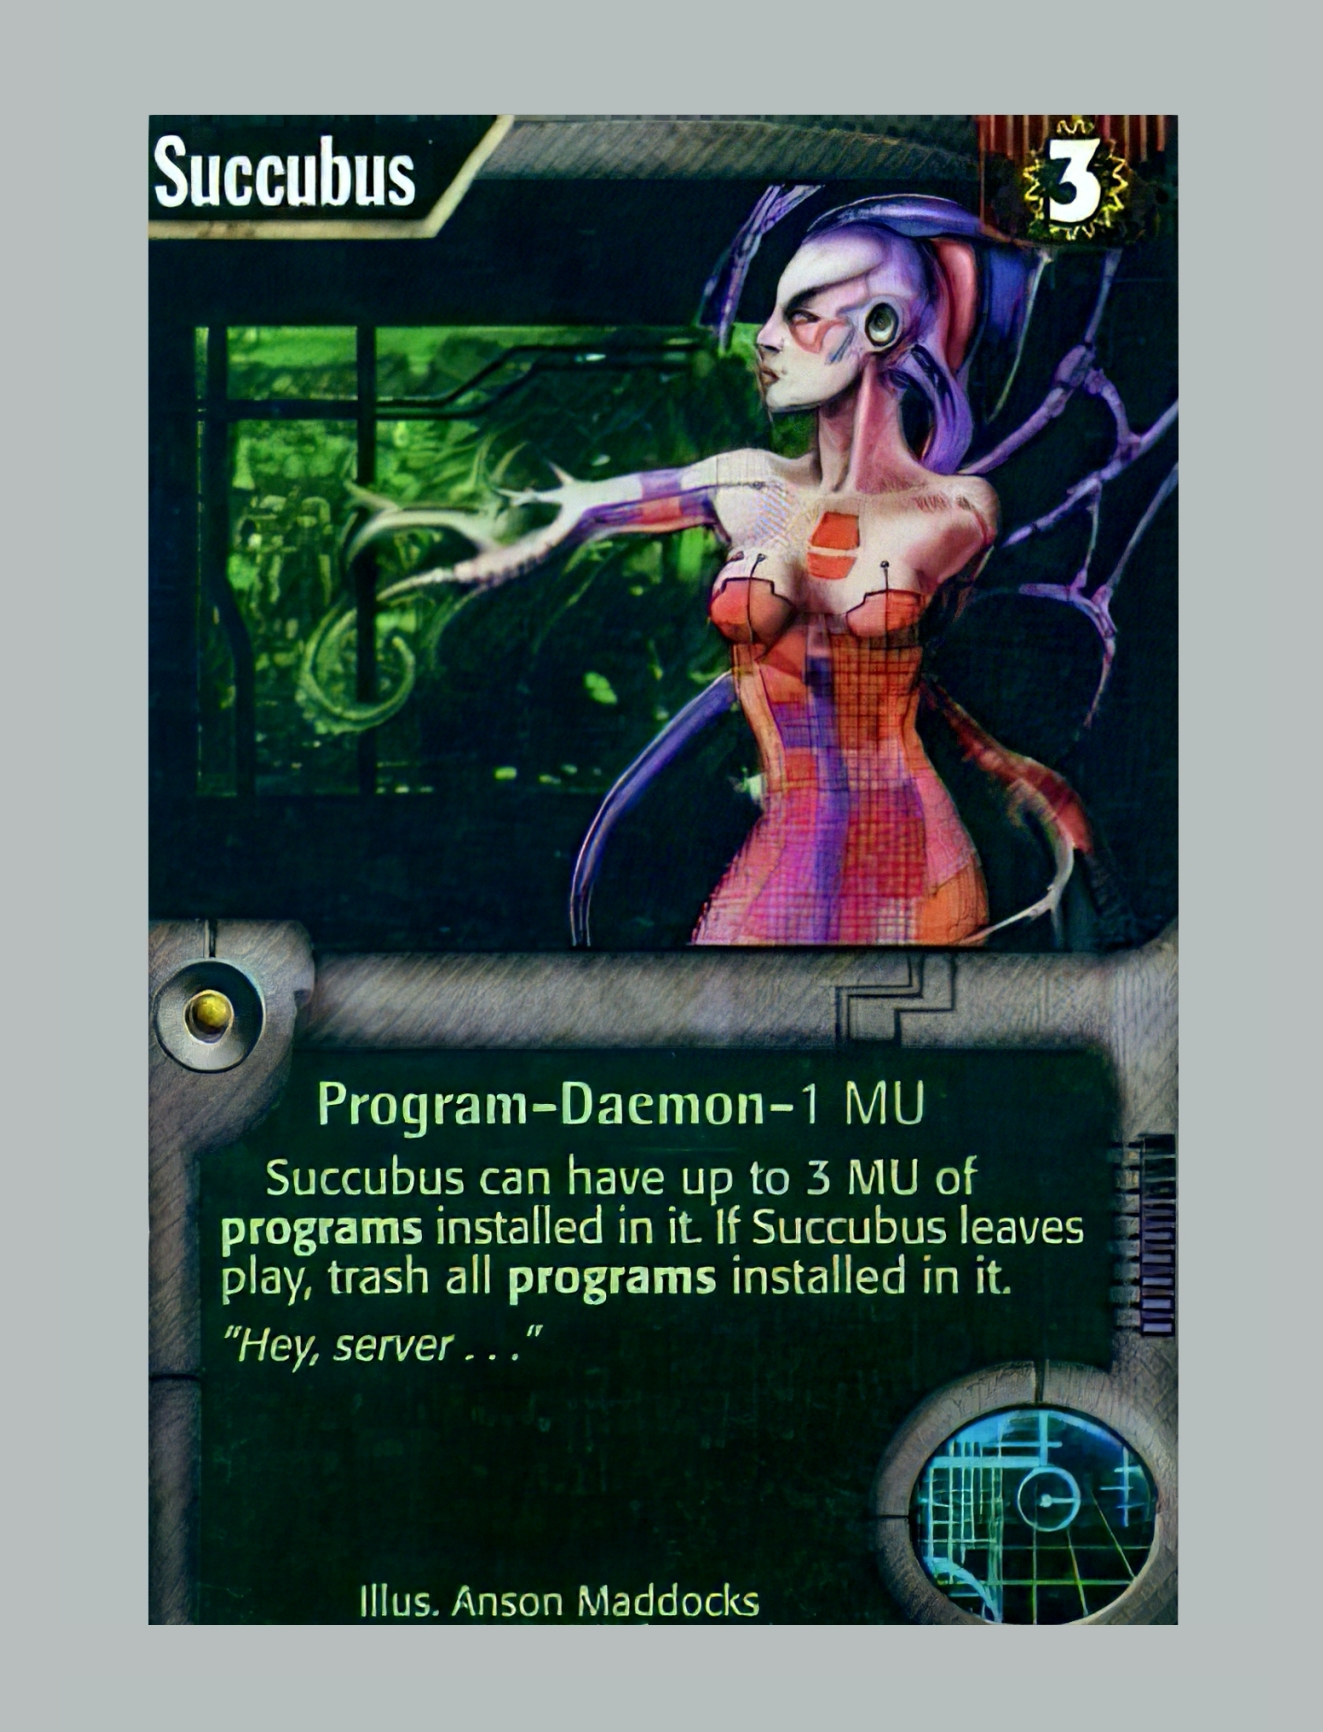 Succubus
3
Program-Daemon-1 MU
Succubus can have up to 3 MU of
programs installed in it. If Succubus leaves
play, trash all programs installed in it.
"Hey, server . . ."
Illus. Anson Maddocks